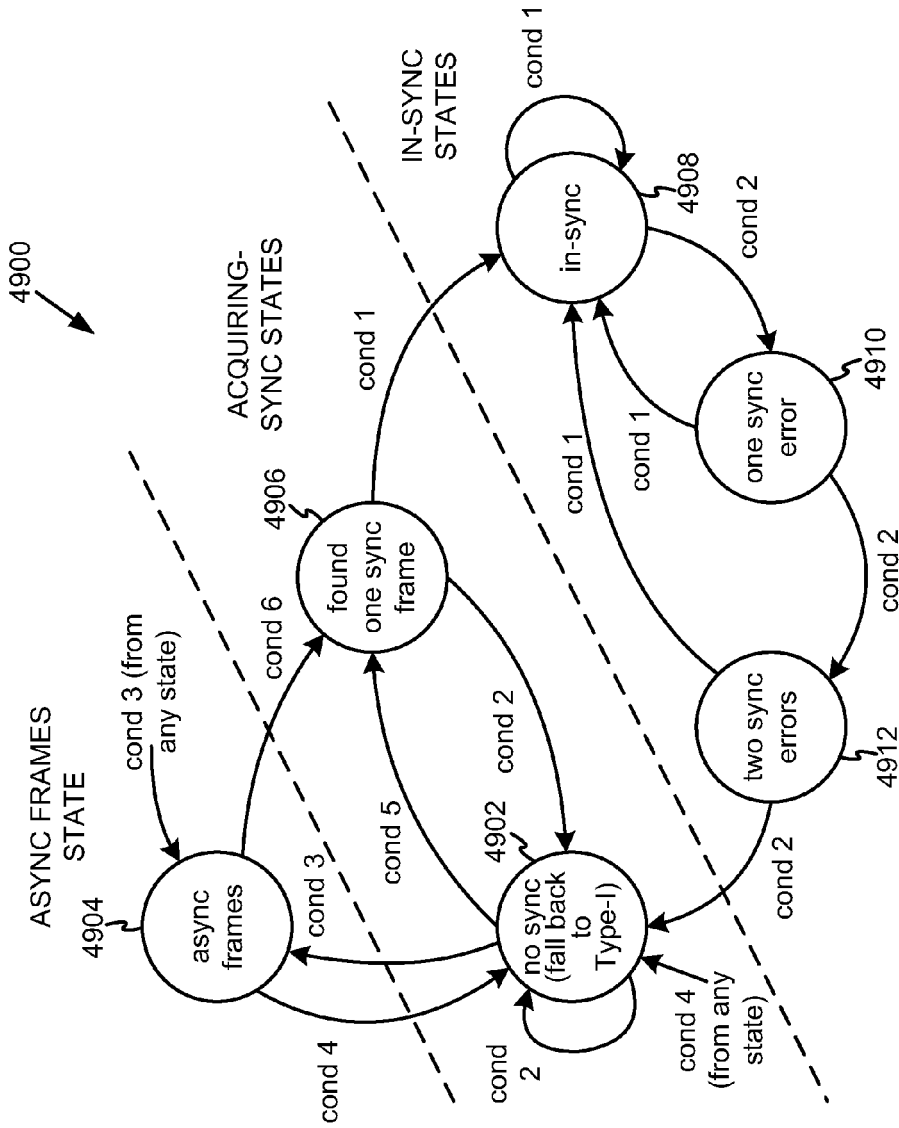 4900
ASYNC FRAMES
STATE
4904
async
frames
cond 3 (from
any state)
cond 4
cond 3
cond 6
ACQUIRING-
SYNC STATES
4906
found
one sync
frame
cond 5
cond 2
cond 1
4902
no sync
(fall back
to
Type-I)
cond
2
cond 4
(from any
state)
IN-SYNC
STATES
in-sync
4908
cond 1
cond 2
one sync
error
4910
cond 1
cond 1
cond 2
two sync
errors
4912
cond 2